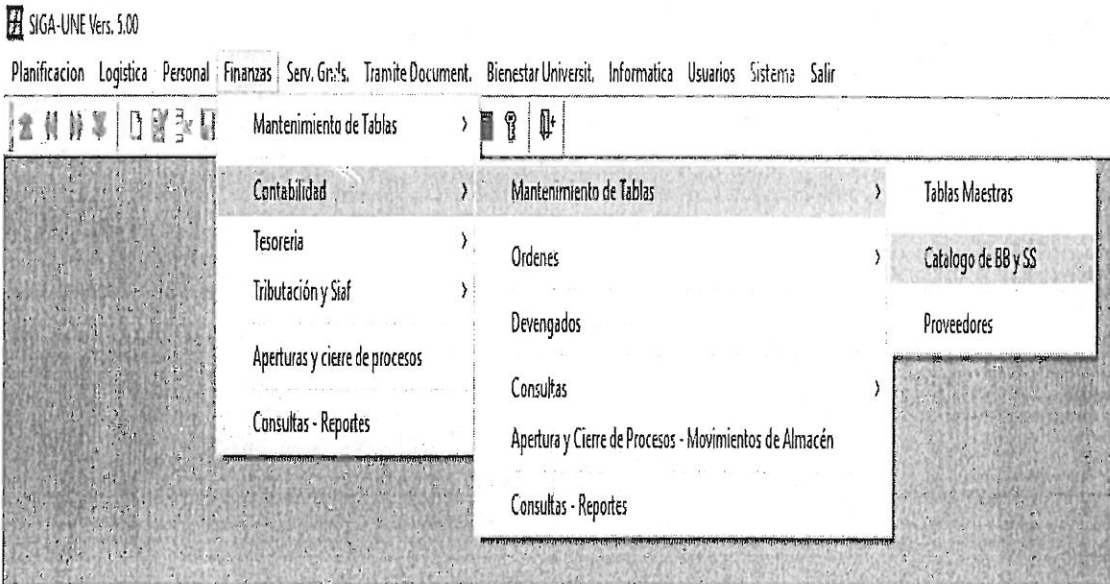 SIGA-UNE Vers. 5.00
Planificacion Logistica Personal Finanzas Serv. Gnrls. Tramite Document. Bienestar Universit. Informatica Usuarios Sistema Salir
Mantenimiento de Tablas
Contabilidad
Tesoreria
Tributación y Siaf
Aperturas y cierre de procesos
Consultas - Reportes
Mantenimiento de Tablas
Ordenes
Devengados
Consultas
Apertura y Cierre de Procesos - Movimientos de Almacén
Consultas - Reportes
Tablas Maestras
Catalogo de BB y SS
Proveedores